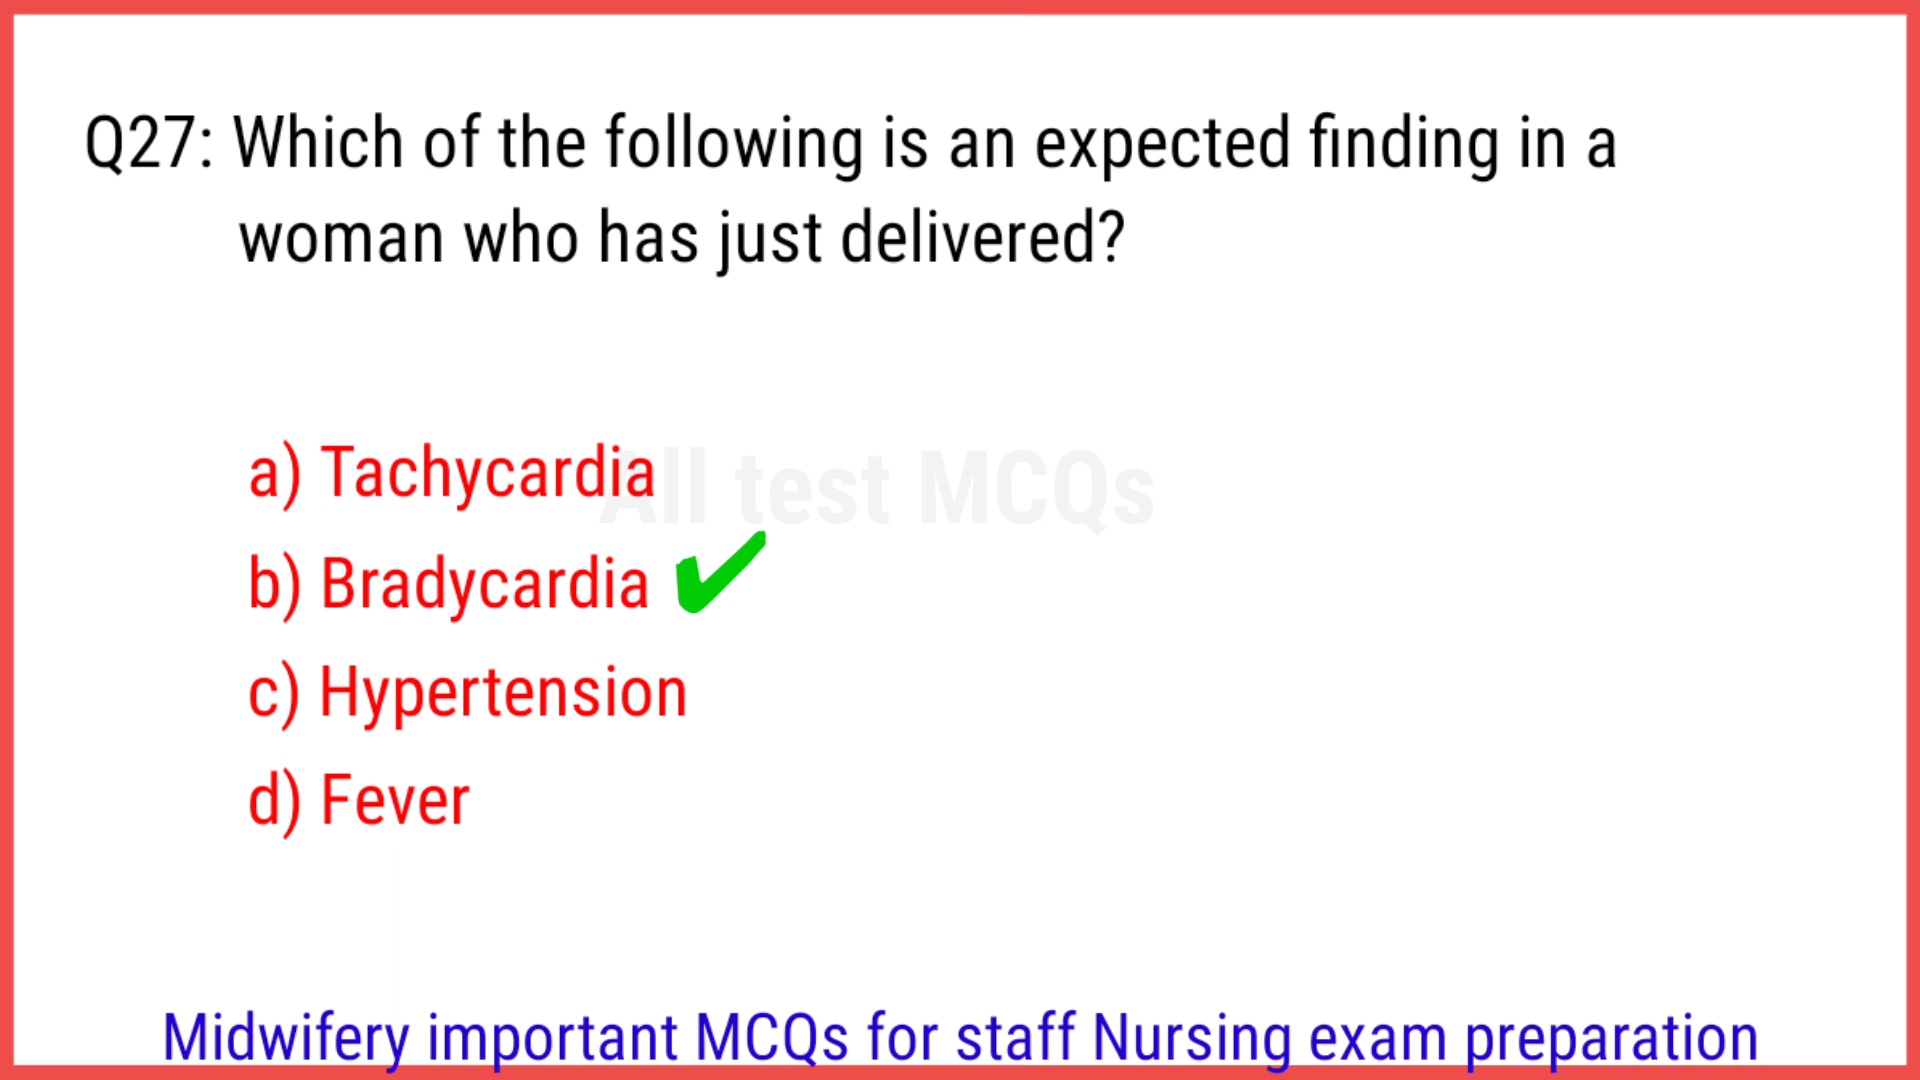 Q27: Which of the following is an expected finding in a
woman who has just delivered?
All test MCQs
a) Tachycardia
b) Bradycardia
c) Hypertension
d) Fever
Midwifery important MCQs for staff Nursing exam preparation